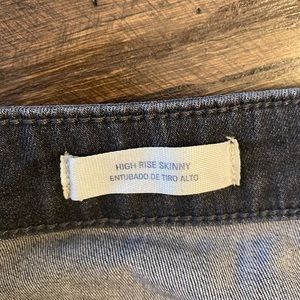 HIGH RISE SKINNY
ENTUBADO DE TIRO ALTO